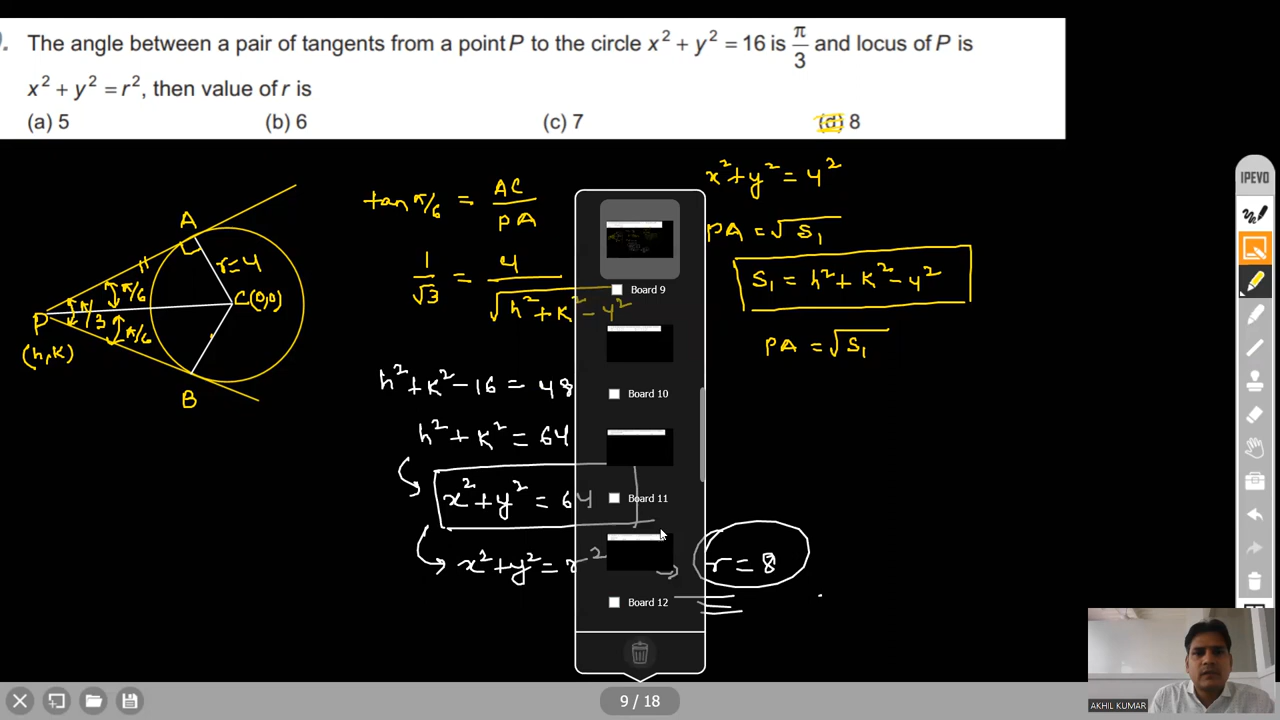 The angle between a pair of tangents from a point P to the circle x² + y² = 16 is π/3 and locus of P is
x² + y² = r², then value of r is
(a) 5 (b) 6 (c) 7 (d) 8
A
r=4
C(0,0)
P
(h,k)
π/6
π/3
π/6
B
tan π/6 = AC/PA
1/√3 = 4/√h²+k²-4²
h²+k²-16 = 48
h²+k² = 64
x²+y² = 64
x²+y² = r²
r = 8
x²+y² = 4²
PA = √S₁
S₁ = h²+k²-4²
PA = √S₁
Board 9
Board 10
Board 11
Board 12
9 / 18
IPEVO
AKHIL KUMAR